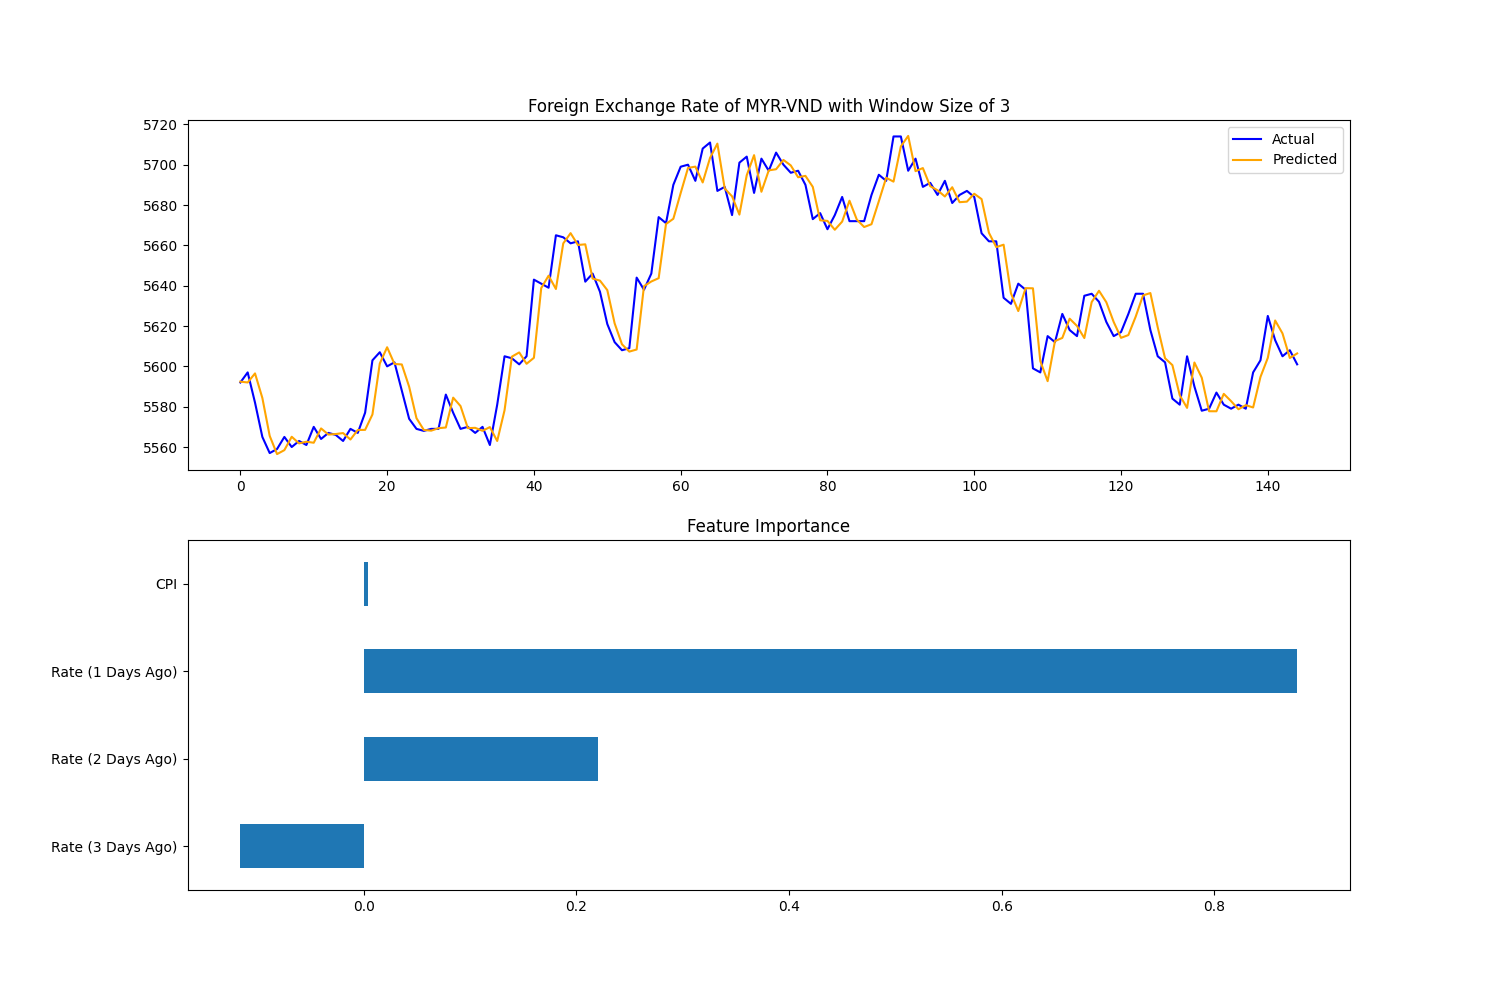 Foreign Exchange Rate of MYR-VND with Window Size of 3
5720
5700
5680
5660
5640
5620
5600
5580
5560
Actual
Predicted
0 20 40 60 80 100 120 140
Feature Importance
CPI
Rate (1 Days Ago)
Rate (2 Days Ago)
Rate (3 Days Ago)
0.0 0.2 0.4 0.6 0.8